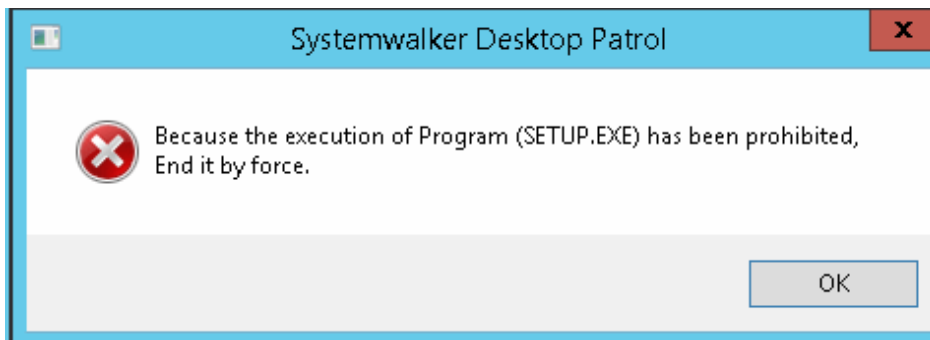 Systemwalker Desktop Patrol
x
Because the execution of Program (SETUP.EXE) has been prohibited,
End it by force.
OK